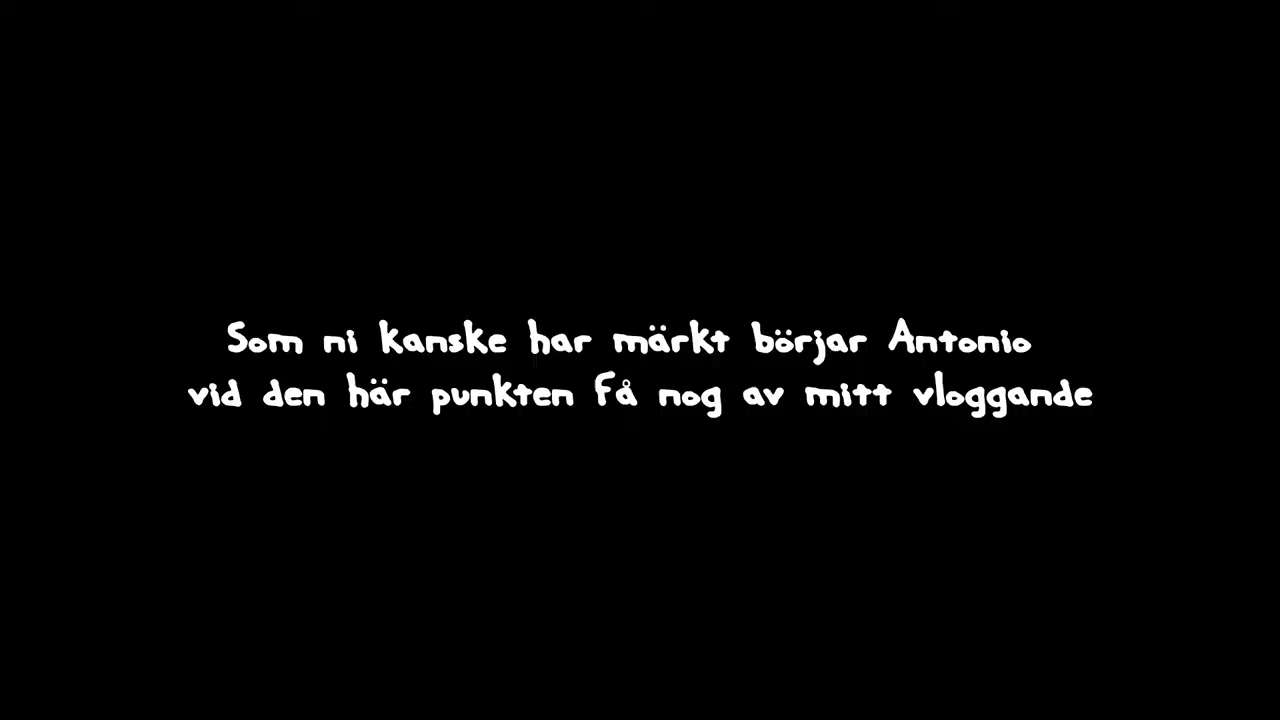 Som ni kanske har märkt börjar Antonio
vid den här punkten få nog av mitt vloggande